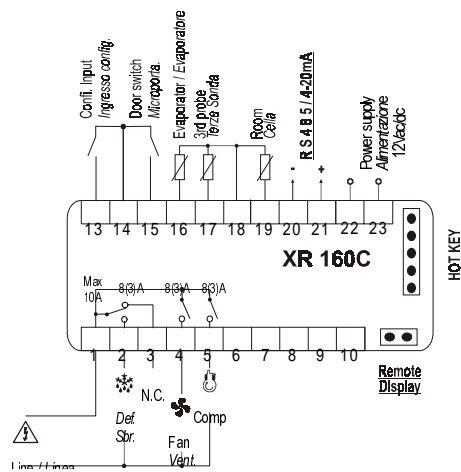 Confi. Input
Ingresso config.
Door switch
Microporta.
Evaporator / Evaporatore
3rd probe
Terza Sonda
Room
Cella
RS485 / 4-20mA
Power supply
Alimentazione
12Vac/dc
- +
13 14 15 16 17 18 19 20 21 22 23
XR 160C
HOT KEY
Max
10A
8(3)A 8(3)A 8(3)A
1 2 3 4 5 6 7 8 9 10
Remote
Display
N.C.
Def.
Sbr.
Comp
Fan
Vent.
Line / Linea